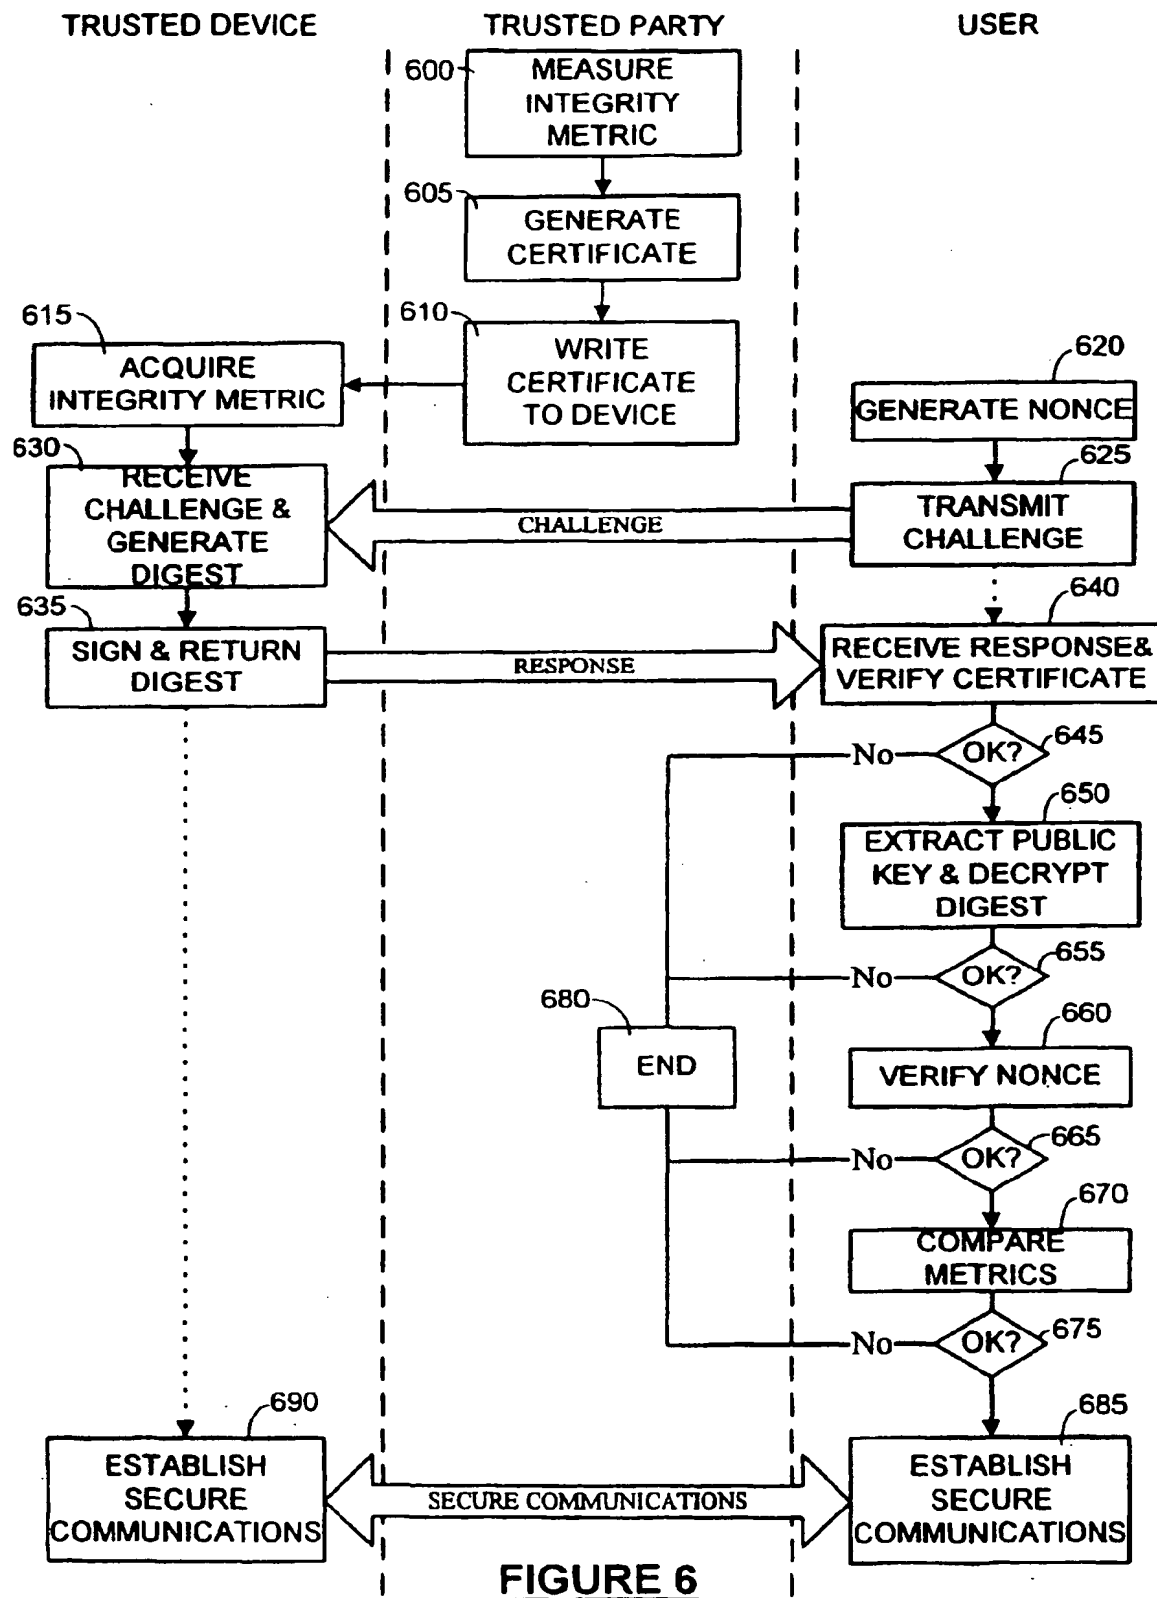 TRUSTED DEVICE
TRUSTED PARTY
USER
600
MEASURE
INTEGRITY
METRIC
605
GENERATE
CERTIFICATE
610
WRITE
CERTIFICATE
TO DEVICE
615
ACQUIRE
INTEGRITY METRIC
620
GENERATE NONCE
625
TRANSMIT
CHALLENGE
CHALLENGE
630
RECEIVE
CHALLENGE &
GENERATE
DIGEST
635
SIGN & RETURN
DIGEST
RESPONSE
640
RECEIVE RESPONSE&
VERIFY CERTIFICATE
OK?
645
No
650
EXTRACT PUBLIC
KEY & DECRYPT
DIGEST
OK?
655
No
680
END
660
VERIFY NONCE
OK?
665
No
670
COMPARE
METRICS
OK?
675
No
690
ESTABLISH
SECURE
COMMUNICATIONS
SECURE COMMUNICATIONS
685
ESTABLISH
SECURE
COMMUNICATIONS
FIGURE 6